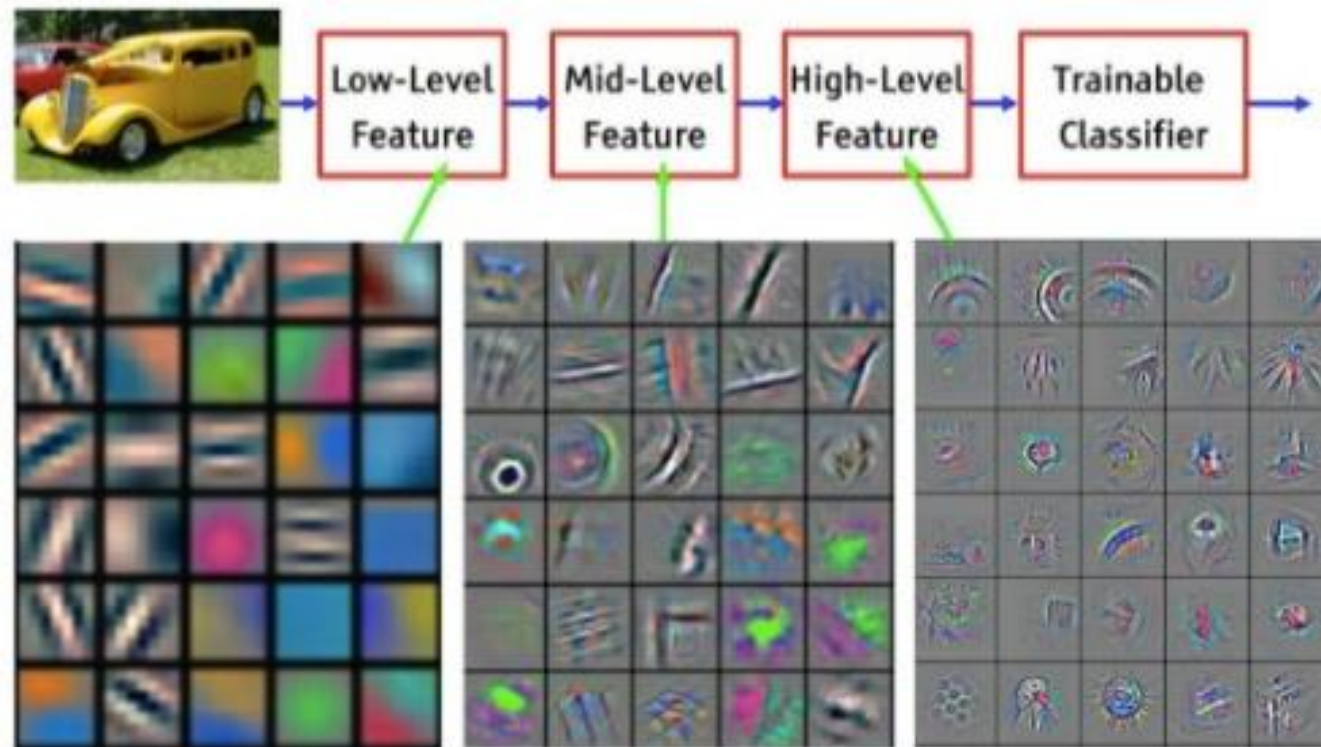 Low-Level
Feature
Mid-Level
Feature
High-Level
Feature
Trainable
Classifier